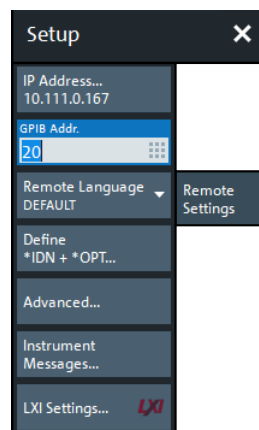 Setup
IP Address...
10.111.0.167
GPIB Addr.
20
Remote Language
DEFAULT
Remote
Settings
Define
*IDN + *OPT...
Advanced...
Instrument
Messages...
LXI Settings...
LXI